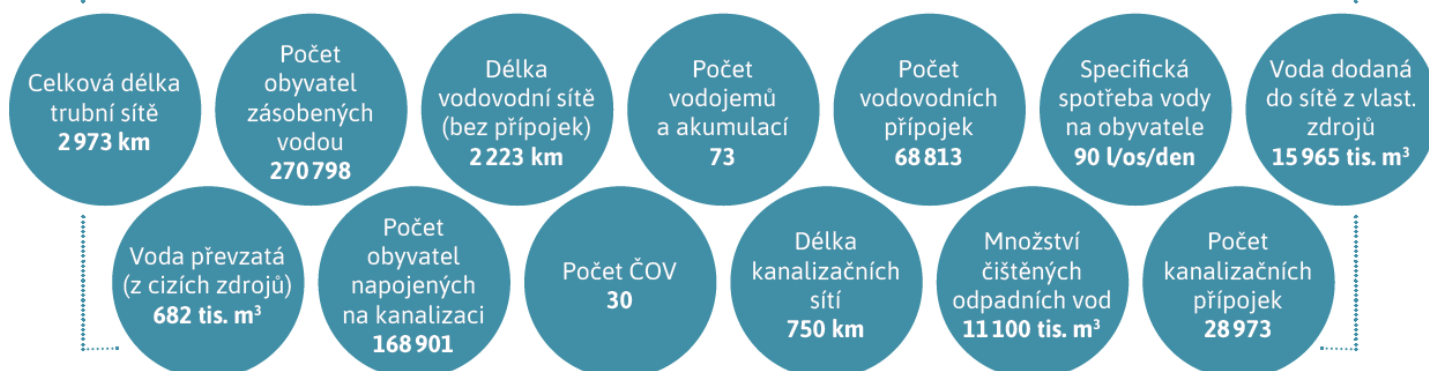 Celková délka
trubní sítě
2 973 km
Počet
obyvatel
zásobených
vodou
270 798
Délka
vodovodní sítě
(bez přípojek)
2 223 km
Počet
vodojemů
a akumulací
73
Počet
vodovodních
přípojek
68 813
Specifická
spotřeba vody
na obyvatele
90 l/os/den
Voda dodaná
do sítě z vlast.
zdrojů
15 965 tis. m³
Voda převzatá
(z cizích zdrojů)
682 tis. m³
Počet
obyvatel
napojených
na kanalizaci
168 901
Počet ČOV
30
Délka
kanalizačních
sítí
750 km
Množství
čištěných
odpadních vod
11 100 tis. m³
Počet
kanalizačních
přípojek
28 973